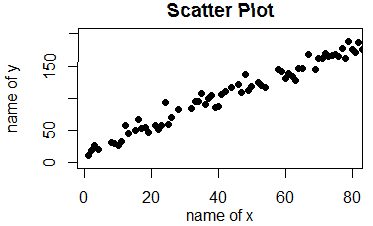 Scatter Plot
name of y
150
50
0
0 20 40 60 80
name of x